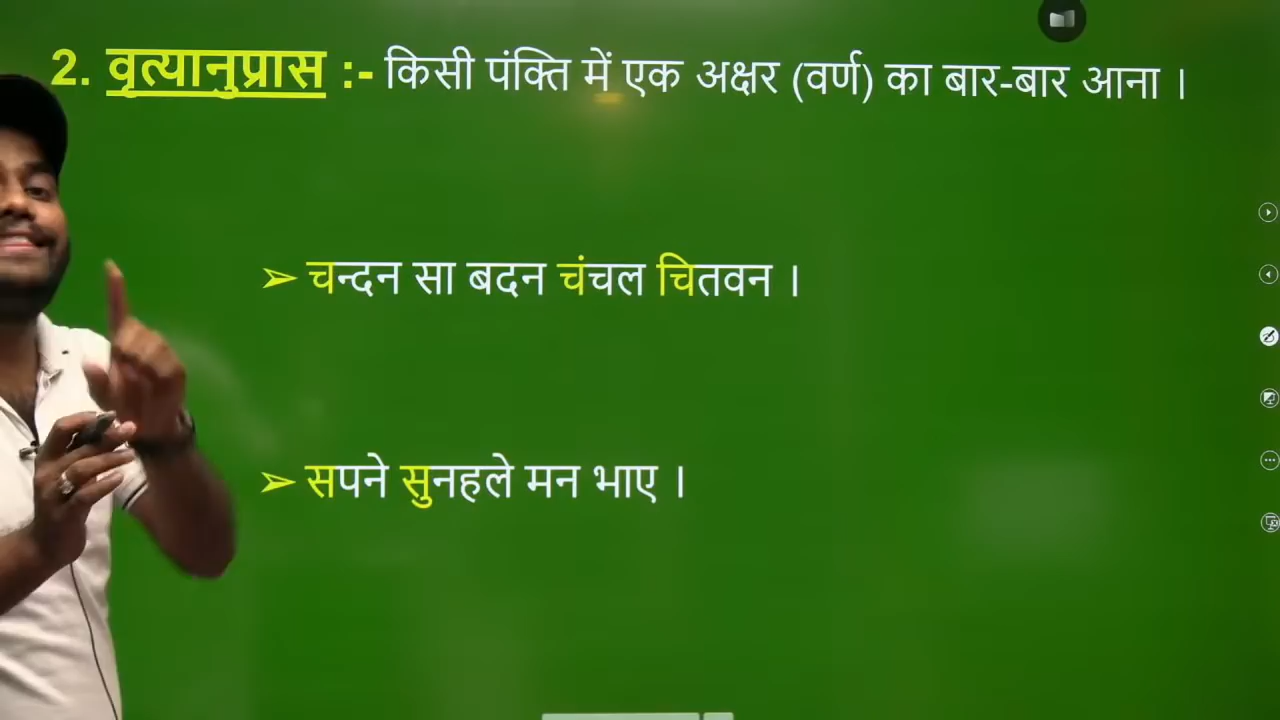 2. वृत्यानुप्रास :- किसी पंक्ति में एक अक्षर (वर्ण) का बार-बार आना ।
➢ चन्दन सा बदन चंचल चितवन ।
➢ सपने सुनहले मन भाए ।